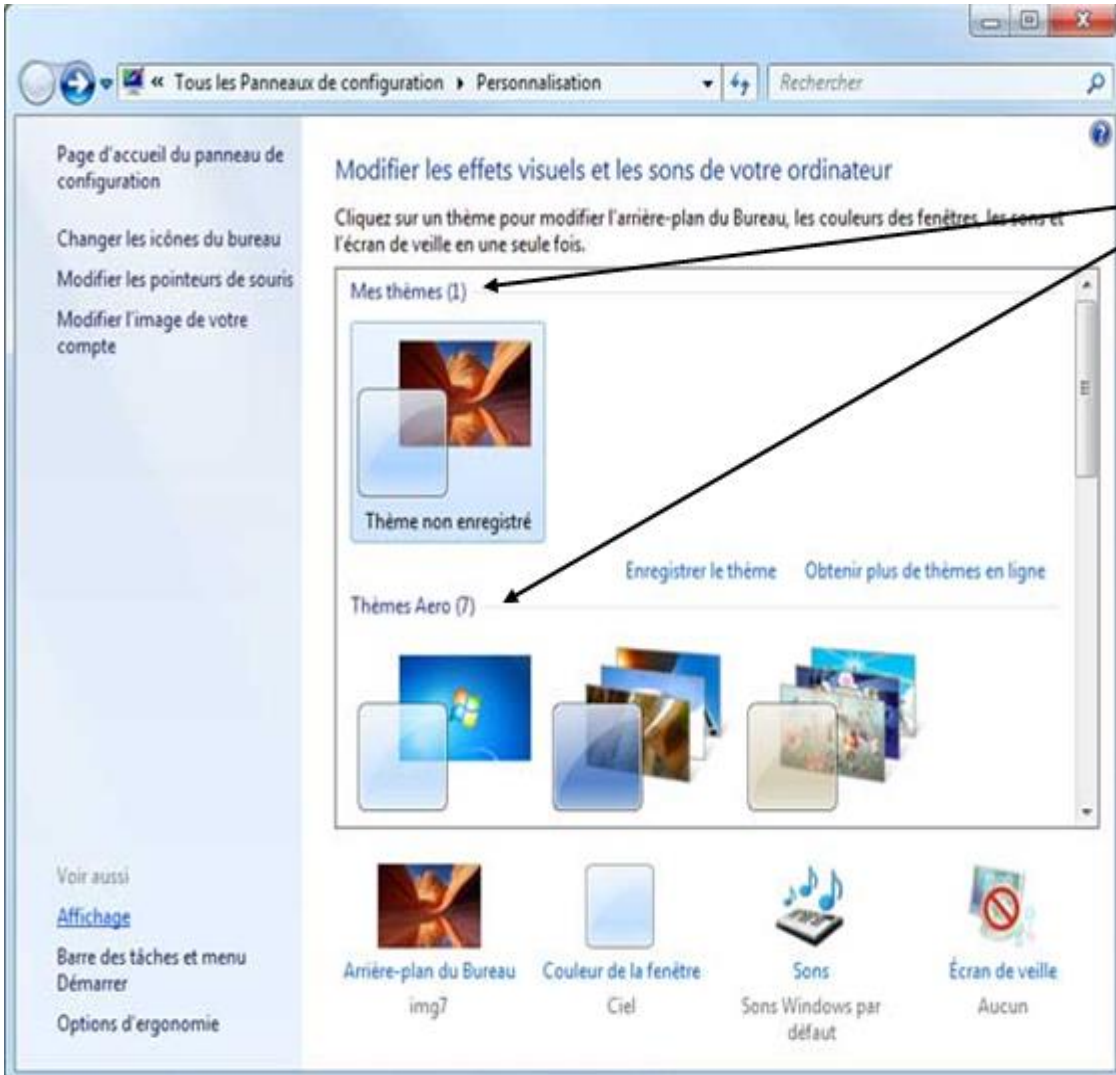 « Tous les Panneaux de configuration ▸ Personnalisation
Rechercher
Page d'accueil du panneau de
configuration
Changer les icônes du bureau
Modifier les pointeurs de souris
Modifier l'image de votre
compte
Modifier les effets visuels et les sons de votre ordinateur
Cliquez sur un thème pour modifier l'arrière-plan du Bureau, les couleurs des fenêtres, les sons et
l'écran de veille en une seule fois.
Mes thèmes (1)
Thème non enregistré
Enregistrer le thème
Obtenir plus de thèmes en ligne
Thèmes Aero (7)
Voir aussi
Affichage
Barre des tâches et menu
Démarrer
Options d'ergonomie
Arrière-plan du Bureau
img7
Couleur de la fenêtre
Ciel
Sons
Sons Windows par
défaut
Écran de veille
Aucun